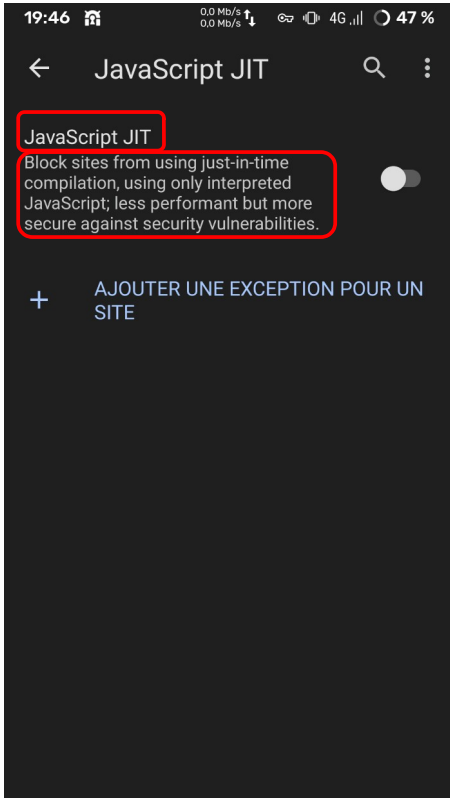 19:46 0,0 Mb/s 4G 47 %
0,0 Mb/s
JavaScript JIT
JavaScript JIT
Block sites from using just-in-time
compilation, using only interpreted
JavaScript; less performant but more
secure against security vulnerabilities.
AJOUTER UNE EXCEPTION POUR UN
SITE